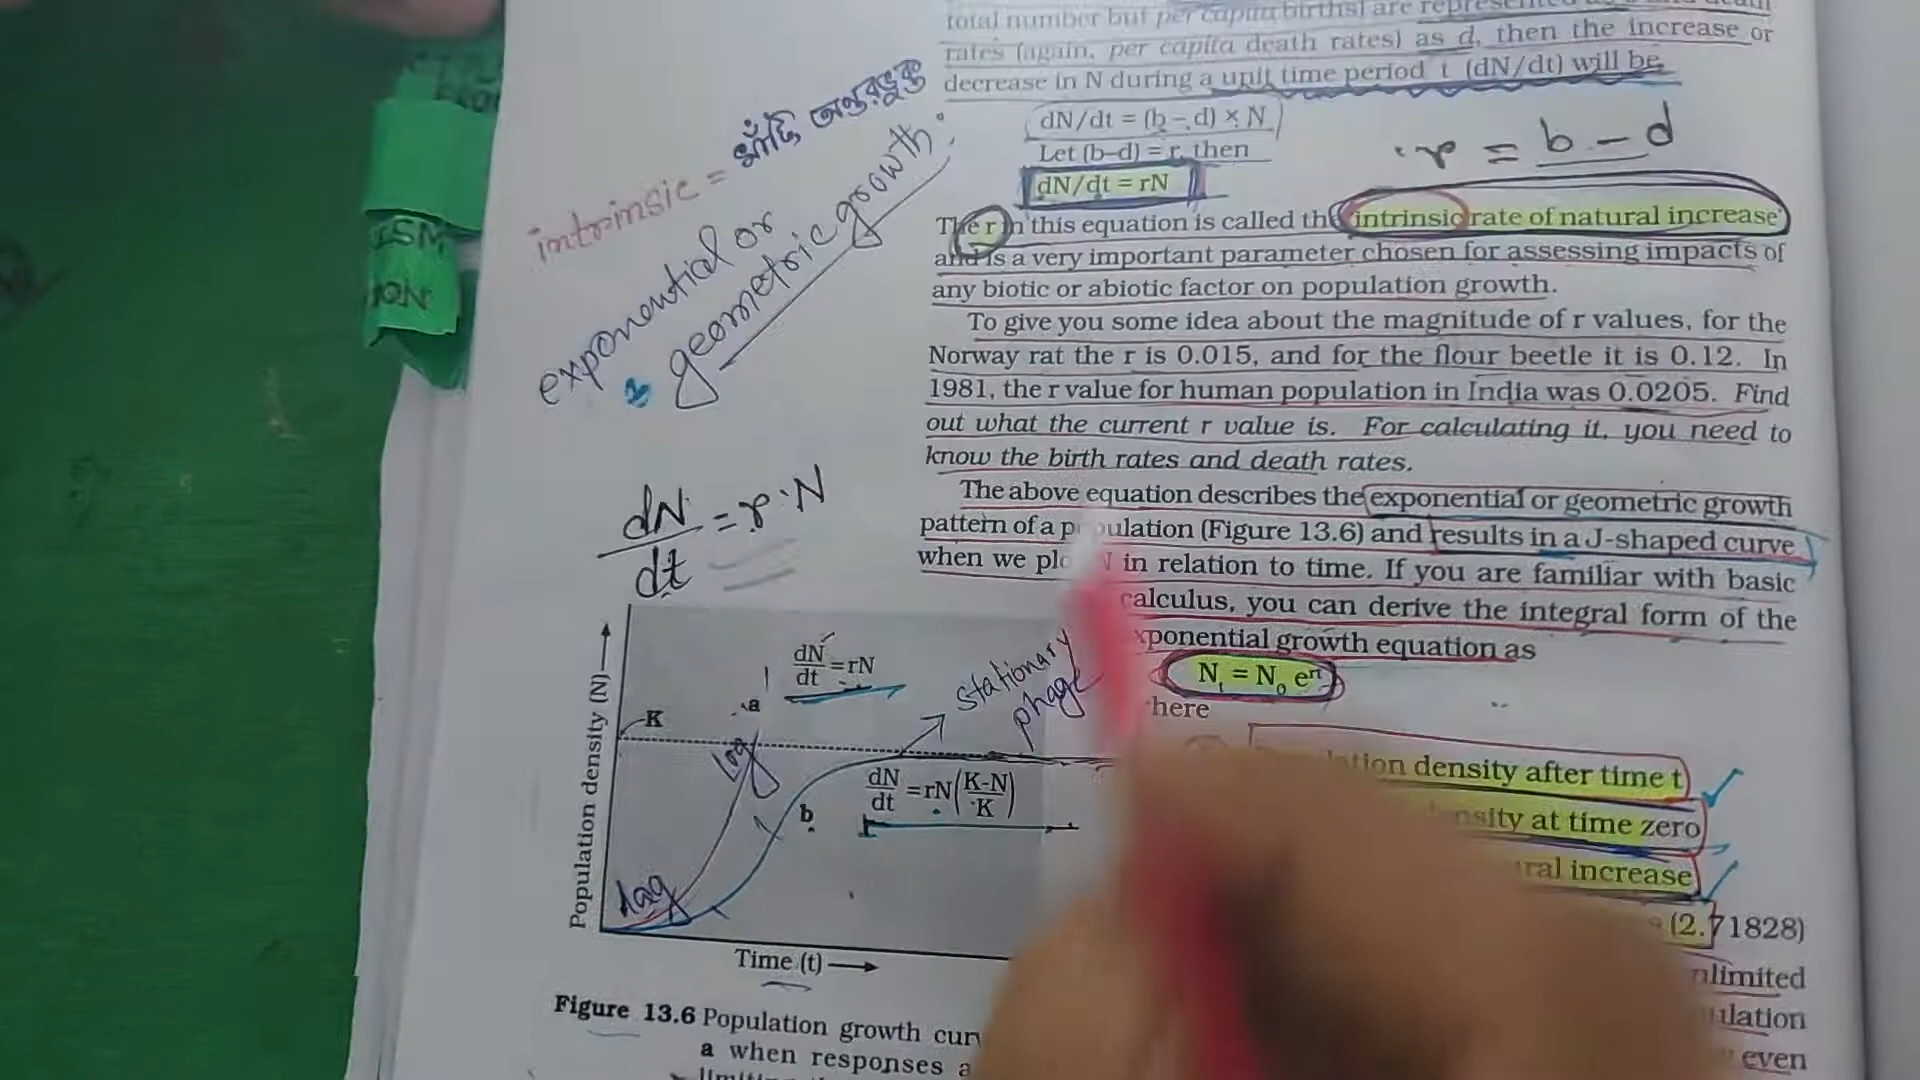 total number but per capita births) are represented
rates (again, per capita death rates) as d, then the increase or
decrease in N during a unit time period t (dN/dt) will be
dN/dt = (b – d) × N
Let (b–d) = r, then
dN/dt = rN
r = b – d
The r in this equation is called the 'intrinsic rate of natural increase'
and is a very important parameter chosen for assessing impacts of
any biotic or abiotic factor on population growth.
To give you some idea about the magnitude of r values, for the
Norway rat the r is 0.015, and for the flour beetle it is 0.12. In
1981, the r value for human population in India was 0.0205. Find
out what the current r value is. For calculating it, you need to
know the birth rates and death rates.
The above equation describes the exponential or geometric growth
pattern of a population (Figure 13.6) and results in a J-shaped curve
when we plot N in relation to time. If you are familiar with basic
calculus, you can derive the integral form of the
exponential growth equation as
Nt = N0 ert
here
density after time t
at time zero
increase
(2.71828)
even
intrinsic =
exponential or
geometric growth:
dN/dt = r·N
ISM
ION
Population density (N)
K
a
dN/dt = rN
log
stationary
phage
b
dN/dt = rN(K-N/K)
lag
Time (t)
Figure 13.6 Population growth
a when responses